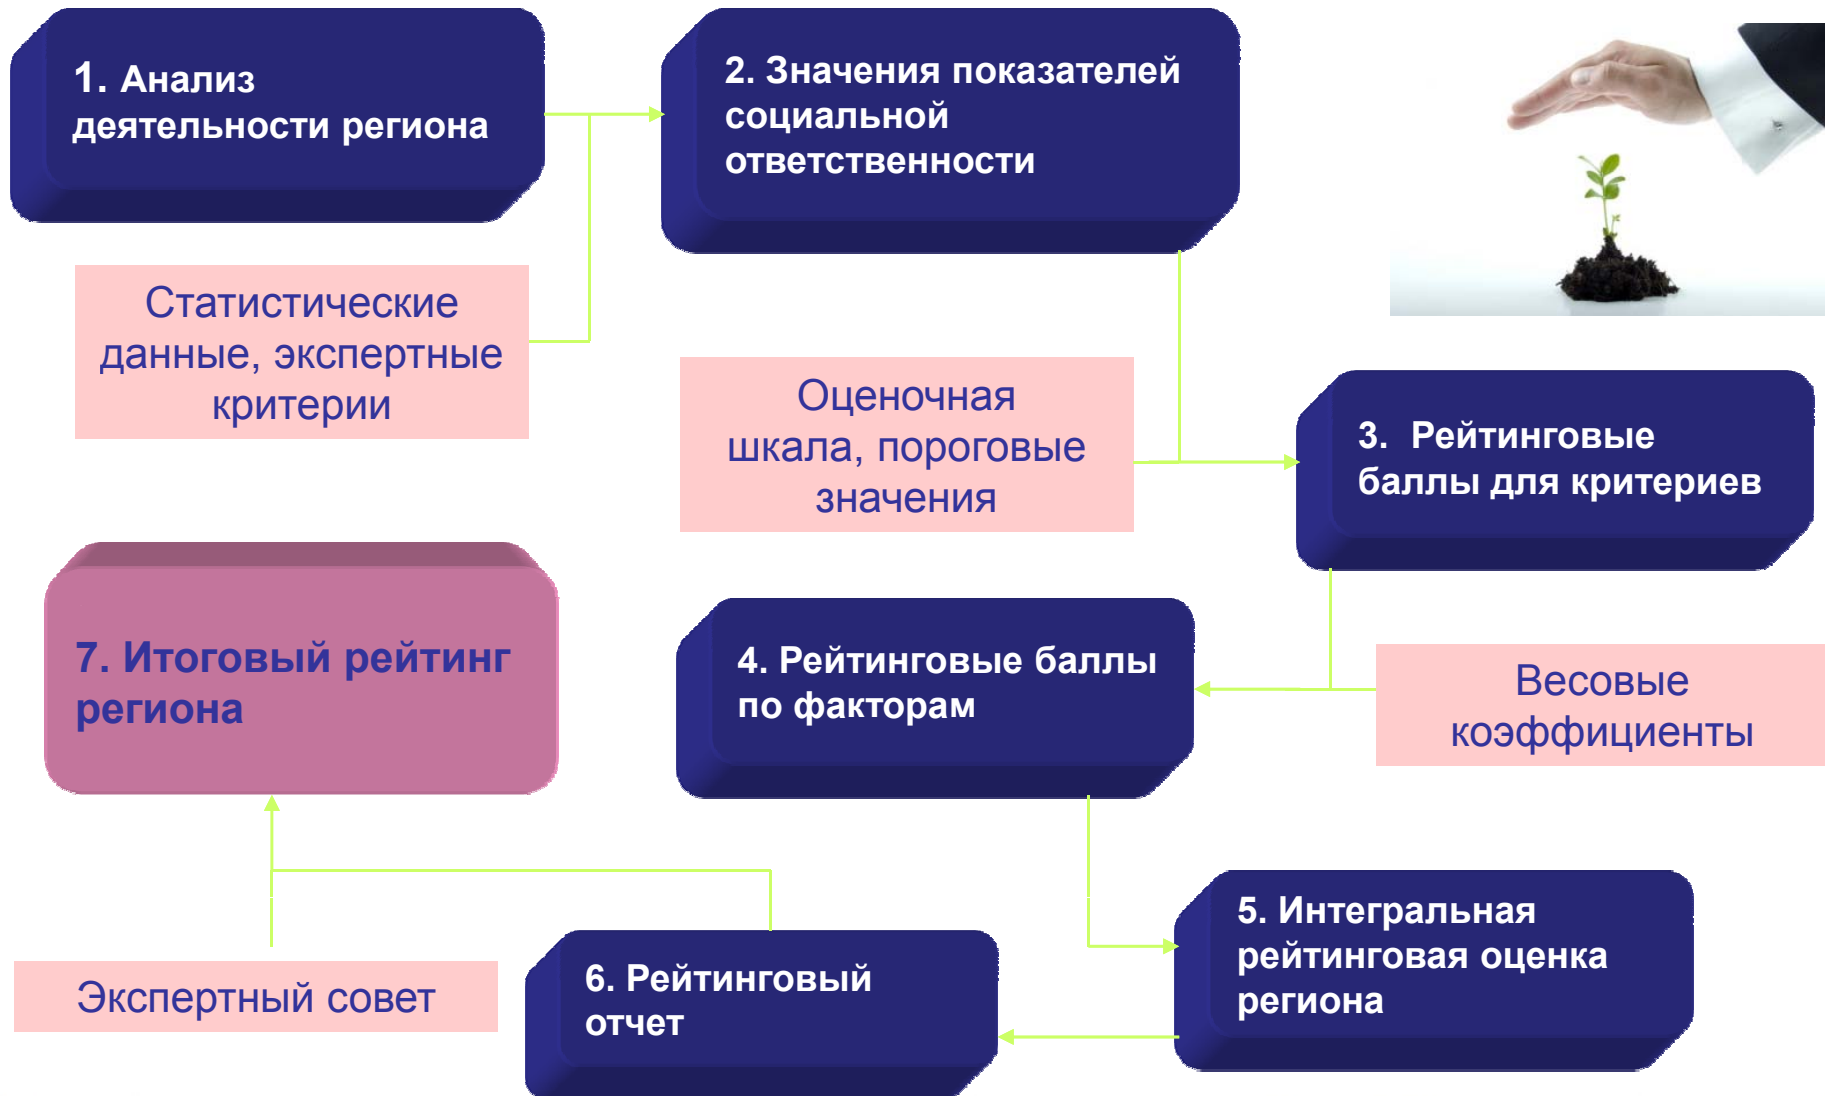 1. Анализ
деятельности региона
2. Значения показателей
социальной
ответственности
Статистические
данные, экспертные
критерии
Оценочная
шкала, пороговые
значения
3. Рейтинговые
баллы для критериев
4. Рейтинговые баллы
по факторам
Весовые
коэффициенты
5. Интегральная
рейтинговая оценка
региона
6. Рейтинговый
отчет
Экспертный совет
7. Итоговый рейтинг
региона